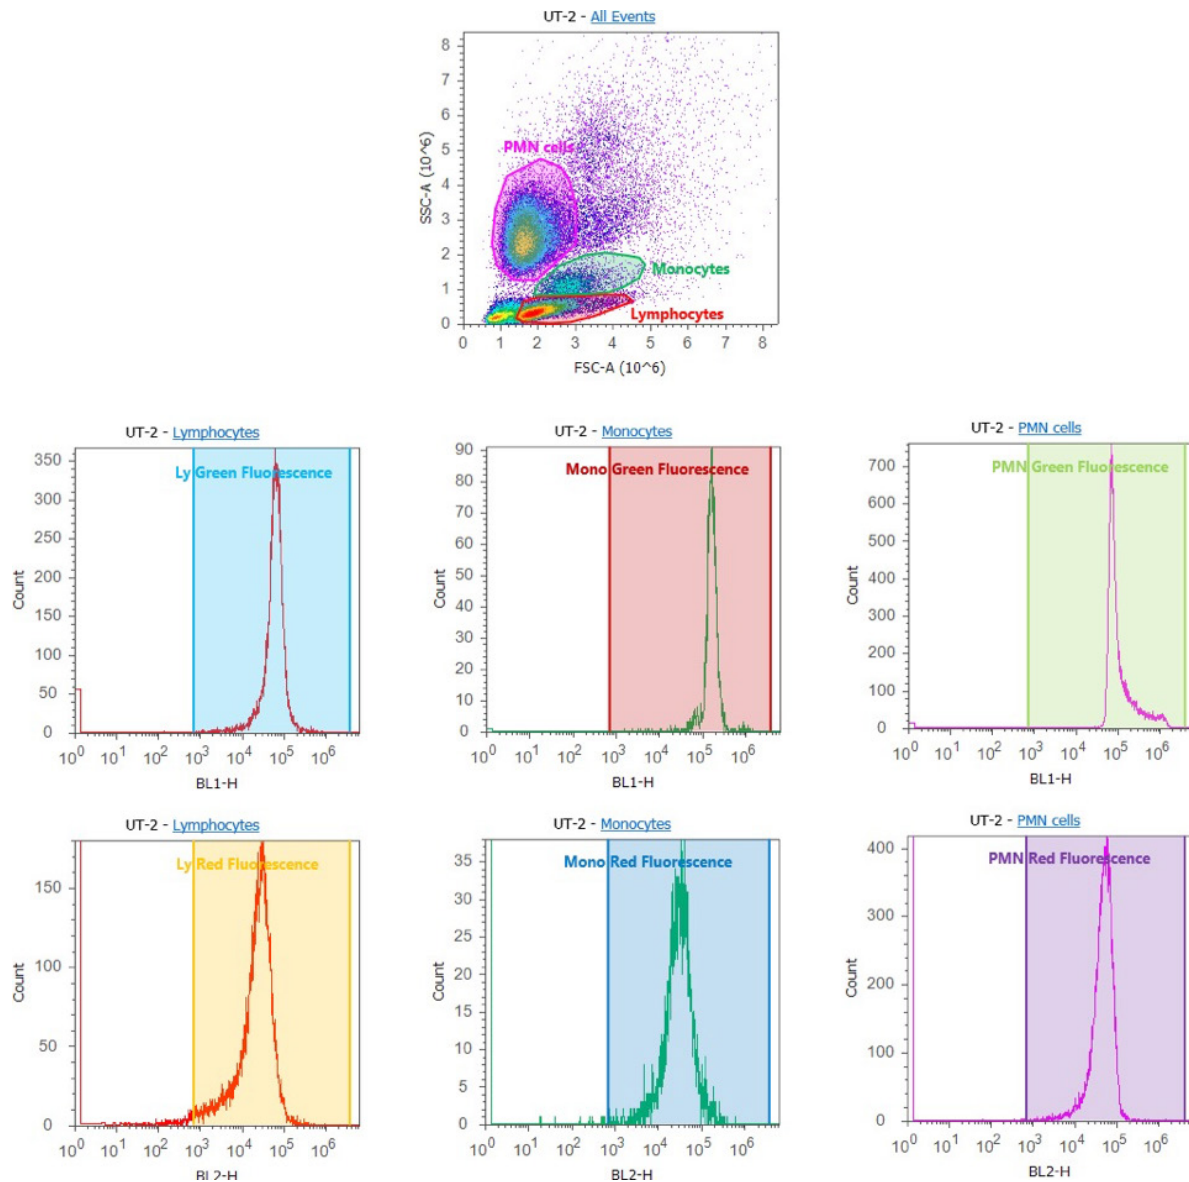 UT-2 - All Events
SSC-A (10^6)
8
7
6
5
4
3
2
1
0
PMN cells
Monocytes
Lymphocytes
0 1 2 3 4 5 6 7 8
FSC-A (10^6)
UT-2 - Lymphocytes
Ly Green Fluorescence
Count
350
300
250
200
150
100
50
0
0 10^1 10^2 10^3 10^4 10^5 10^6
BL1-H
UT-2 - Monocytes
Mono Green Fluorescence
Count
90
80
70
60
50
40
30
20
10
0
0 10^1 10^2 10^3 10^4 10^5 10^6
BL1-H
UT-2 - PMN cells
PMN Green Fluorescence
Count
700
600
500
400
300
200
100
0
0 10^1 10^2 10^3 10^4 10^5 10^6
BL1-H
UT-2 - Lymphocytes
Ly Red Fluorescence
Count
150
100
50
0
0 10^1 10^2 10^3 10^4 10^5 10^6
BL2-H
UT-2 - Monocytes
Mono Red Fluorescence
Count
35
30
25
20
15
10
5
0
0 10^1 10^2 10^3 10^4 10^5 10^6
BL2-H
UT-2 - PMN cells
PMN Red Fluorescence
Count
400
300
200
100
0
0 10^1 10^2 10^3 10^4 10^5 10^6
BL2-H